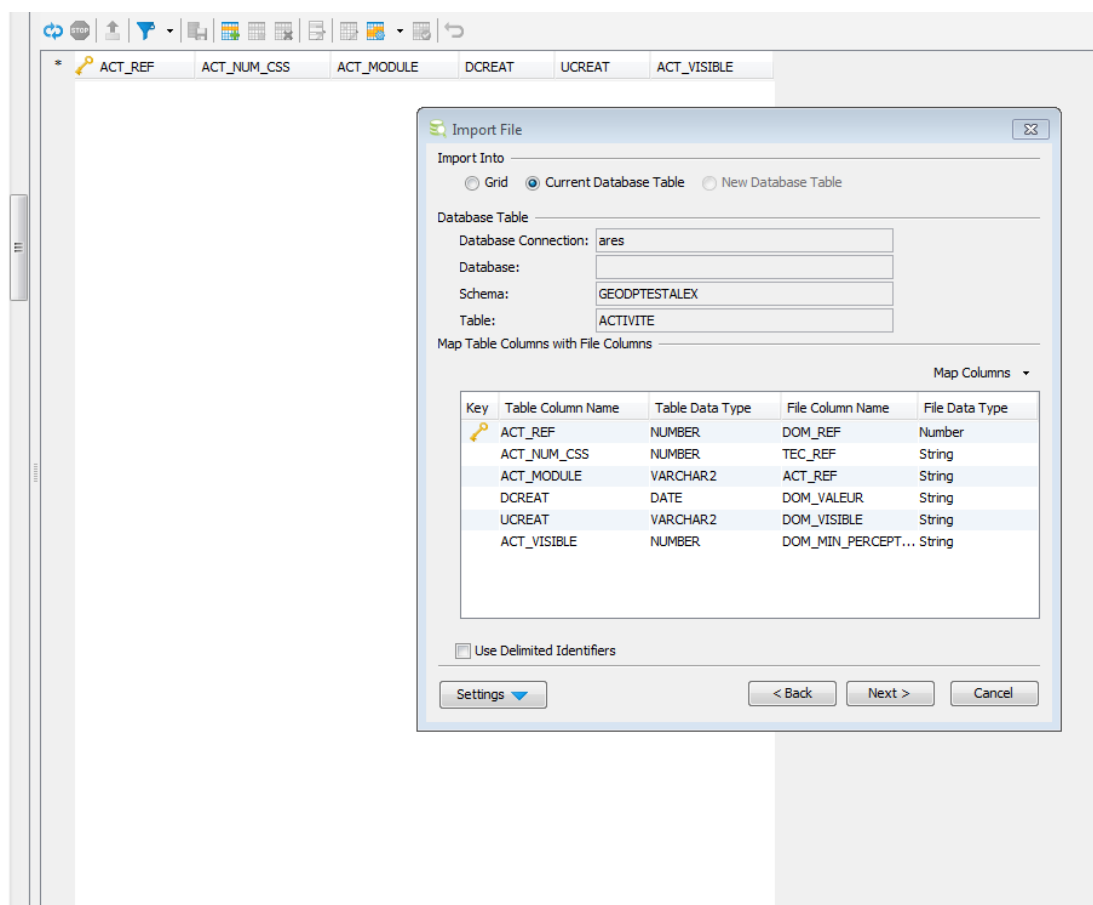 STOP
* ACT_REF ACT_NUM_CSS ACT_MODULE DCREAT UCREAT ACT_VISIBLE
Import File
Import Into
Grid Current Database Table New Database Table
Database Table
Database Connection: ares
Database:
Schema: GEODPTESTALEX
Table: ACTIVITE
Map Table Columns with File Columns
Map Columns
Key Table Column Name Table Data Type File Column Name File Data Type
ACT_REF NUMBER DOM_REF Number
ACT_NUM_CSS NUMBER TEC_REF String
ACT_MODULE VARCHAR2 ACT_REF String
DCREAT DATE DOM_VALEUR String
UCREAT VARCHAR2 DOM_VISIBLE String
ACT_VISIBLE NUMBER DOM_MIN_PERCEPT... String
Use Delimited Identifiers
Settings < Back Next > Cancel